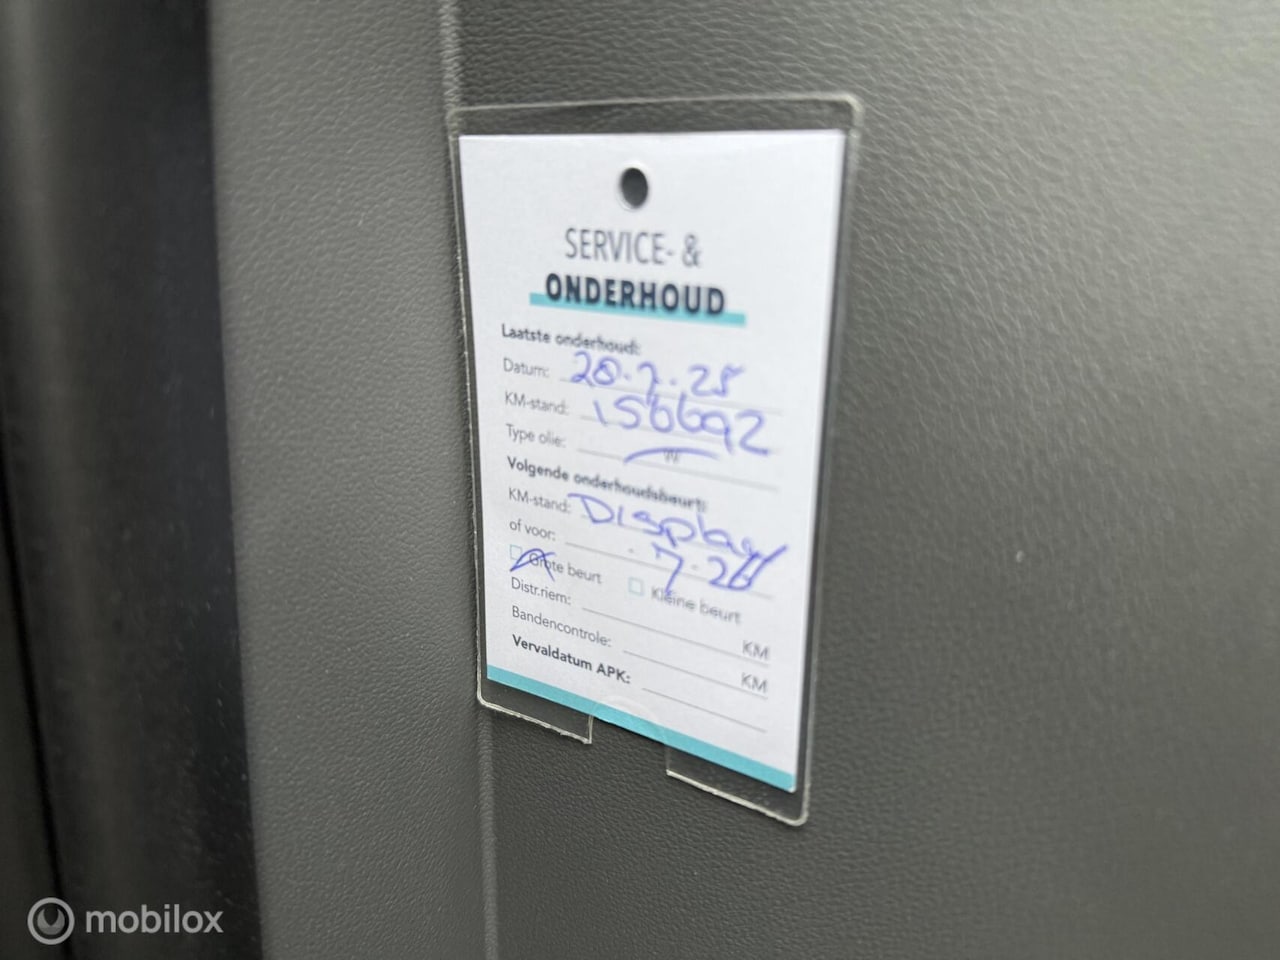 SERVICE- &
ONDERHOUD
Laatste onderhoud:
Datum: 20.7.25
KM-stand: 156692
Type olie: W
Volgende onderhoudsbeurt:
KM-stand: Display
of voor: 7.26
Grote beurt Kleine beurt
Distr.riem: KM
Bandencontrole: KM
Vervaldatum APK:
mobilox